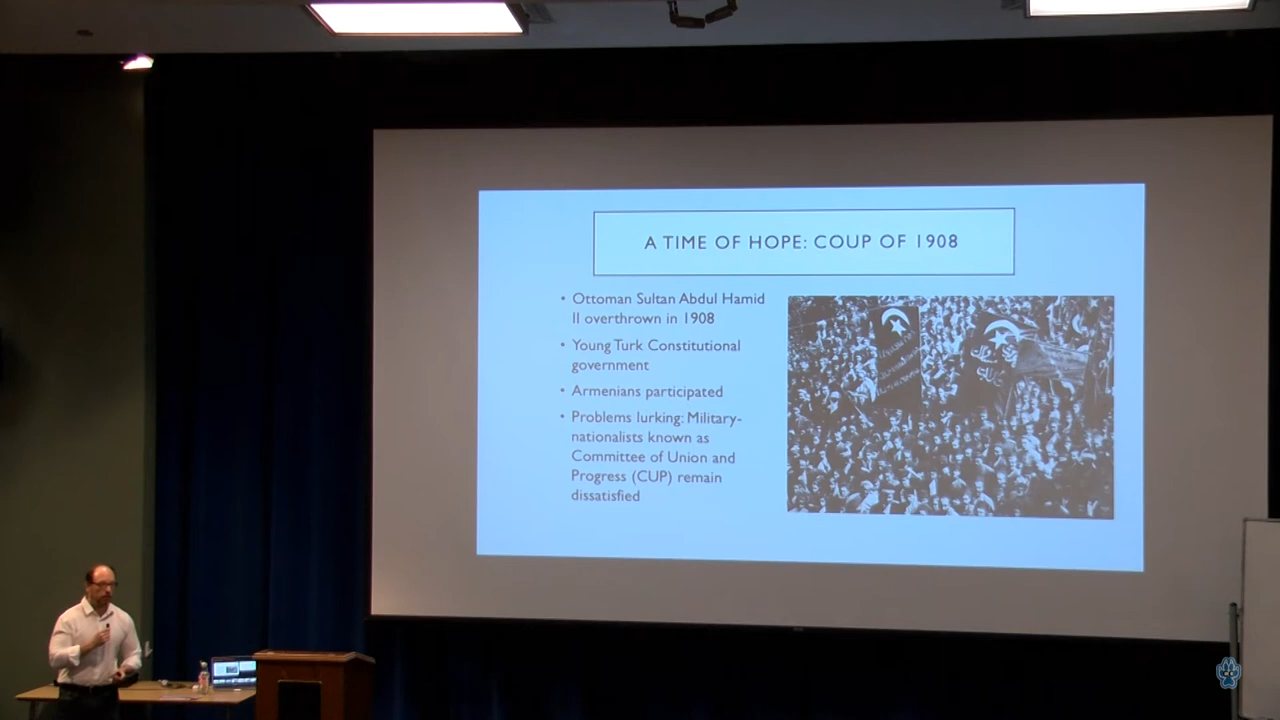 A TIME OF HOPE: COUP OF 1908
• Ottoman Sultan Abdul Hamid
II overthrown in 1908
• Young Turk Constitutional
government
• Armenians participated
• Problems lurking: Military-
nationalists known as
Committee of Union and
Progress (CUP) remain
dissatisfied